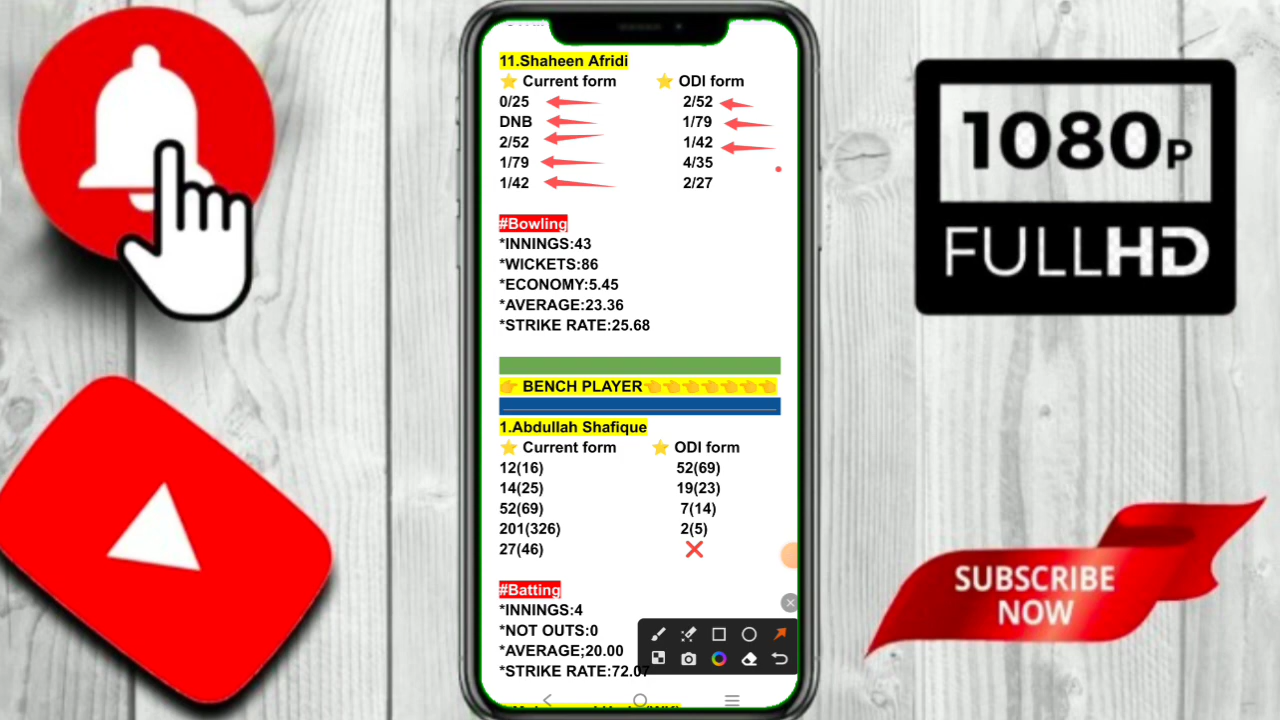 11.Shaheen Afridi
⭐ Current form ⭐ ODI form
0/25 2/52
DNB 1/79
2/52 1/42
1/79 4/35
1/42 2/27
#Bowling
*INNINGS:43
*WICKETS:86
*ECONOMY:5.45
*AVERAGE:23.36
*STRIKE RATE:25.68
👉 BENCH PLAYER👈👈👈👈👈👈👈
1.Abdullah Shafique
⭐ Current form ⭐ ODI form
12(16) 52(69)
14(25) 19(23)
52(69) 7(14)
201(326) 2(5)
27(46) ❌
#Batting
*INNINGS:4
*NOT OUTS:0
*AVERAGE;20.00
*STRIKE RATE:72.07
1080P
FULLHD
SUBSCRIBE
NOW